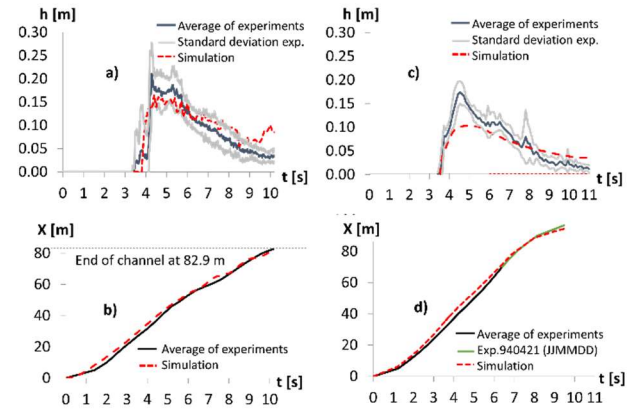 h [m]
Average of experiments
Standard deviation exp.
Simulation
a)
0.30
0.25
0.20
0.15
0.10
0.05
0.00
0 1 2 3 4 5 6 7 8 9 10
t [s]
h [m]
Average of experiments
Standard deviation exp.
Simulation
c)
0.30
0.25
0.20
0.15
0.10
0.05
0.00
0 1 2 3 4 5 6 7 8 9 10 11
t [s]
X [m]
80
60
40
20
0
End of channel at 82.9 m
b)
Average of experiments
Simulation
t [s]
0 1 2 3 4 5 6 7 8 9 10
X [m]
80
60
40
20
0
d)
Average of experiments
Exp.940421 (JJMMDD)
Simulation
t [s]
0 1 2 3 4 5 6 7 8 9 10 11